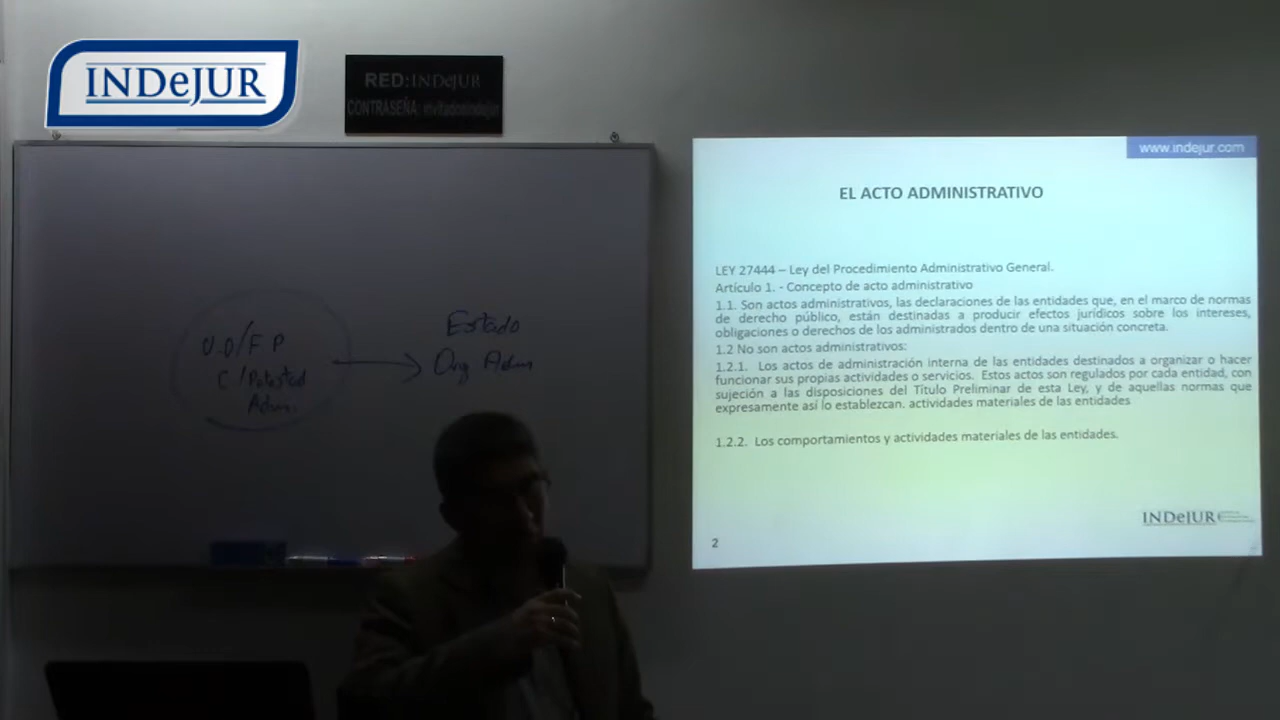 INDeJUR
RED: INDeJUR
CONTRASEÑA: invitadosindejur
U.O/F P
C/Potestad
Adm.
Estado
Org Adm
www.indejur.com
EL ACTO ADMINISTRATIVO
LEY 27444 – Ley del Procedimiento Administrativo General.
Artículo 1. - Concepto de acto administrativo
1.1. Son actos administrativos, las declaraciones de las entidades que, en el marco de normas
de derecho público, están destinadas a producir efectos jurídicos sobre los intereses,
obligaciones o derechos de los administrados dentro de una situación concreta.
1.2 No son actos administrativos:
1.2.1. Los actos de administración interna de las entidades destinados a organizar o hacer
funcionar sus propias actividades o servicios. Estos actos son regulados por cada entidad, con
sujeción a las disposiciones del Título Preliminar de esta Ley, y de aquellas normas que
expresamente así lo establezcan. actividades materiales de las entidades
1.2.2. Los comportamientos y actividades materiales de las entidades.
INDeJUR
2